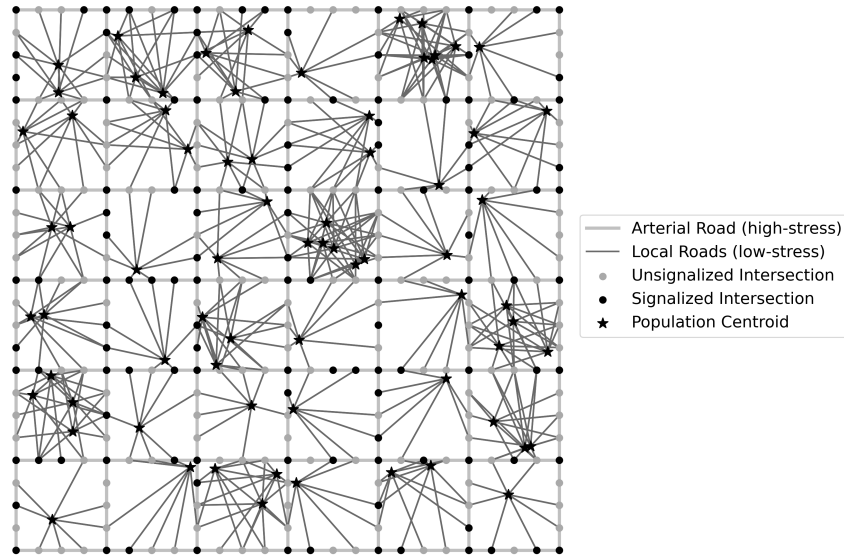 Arterial Road (high-stress)
Local Roads (low-stress)
Unsignalized Intersection
Signalized Intersection
Population Centroid